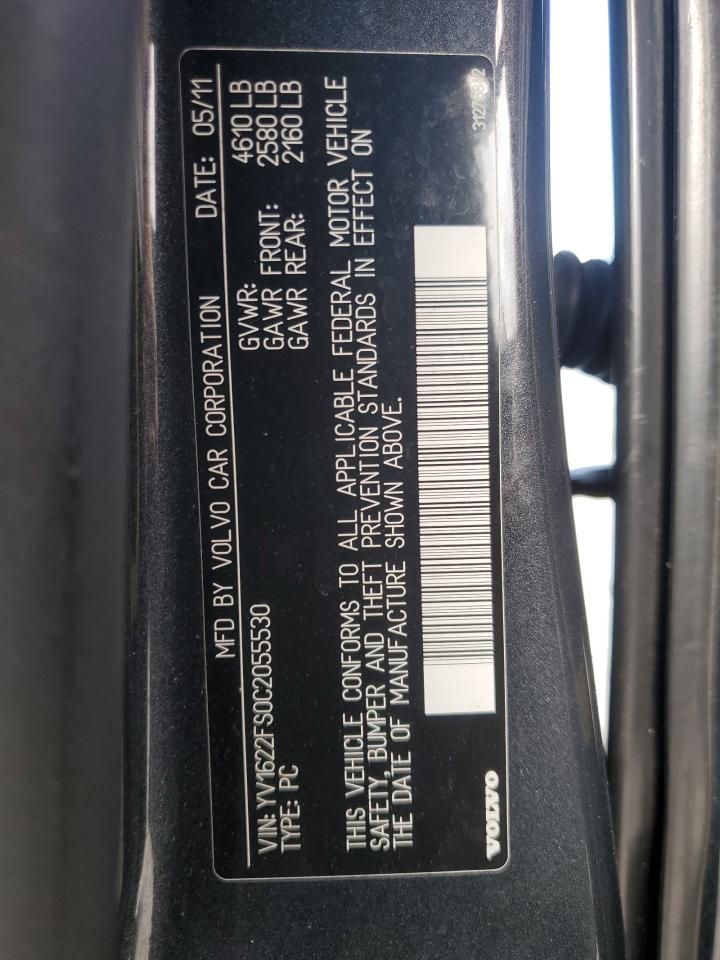 MFD BY VOLVO CAR CORPORATION DATE: 05/11
GVWR: 4610 LB
VIN: YV1622FS0C2055530 GAWR FRONT: 2580 LB
TYPE: PC GAWR REAR: 2160 LB
THIS VEHICLE CONFORMS TO ALL APPLICABLE FEDERAL MOTOR VEHICLE
SAFETY, BUMPER AND THEFT PREVENTION STANDARDS IN EFFECT ON
THE DATE OF MANUFACTURE SHOWN ABOVE.
VOLVO